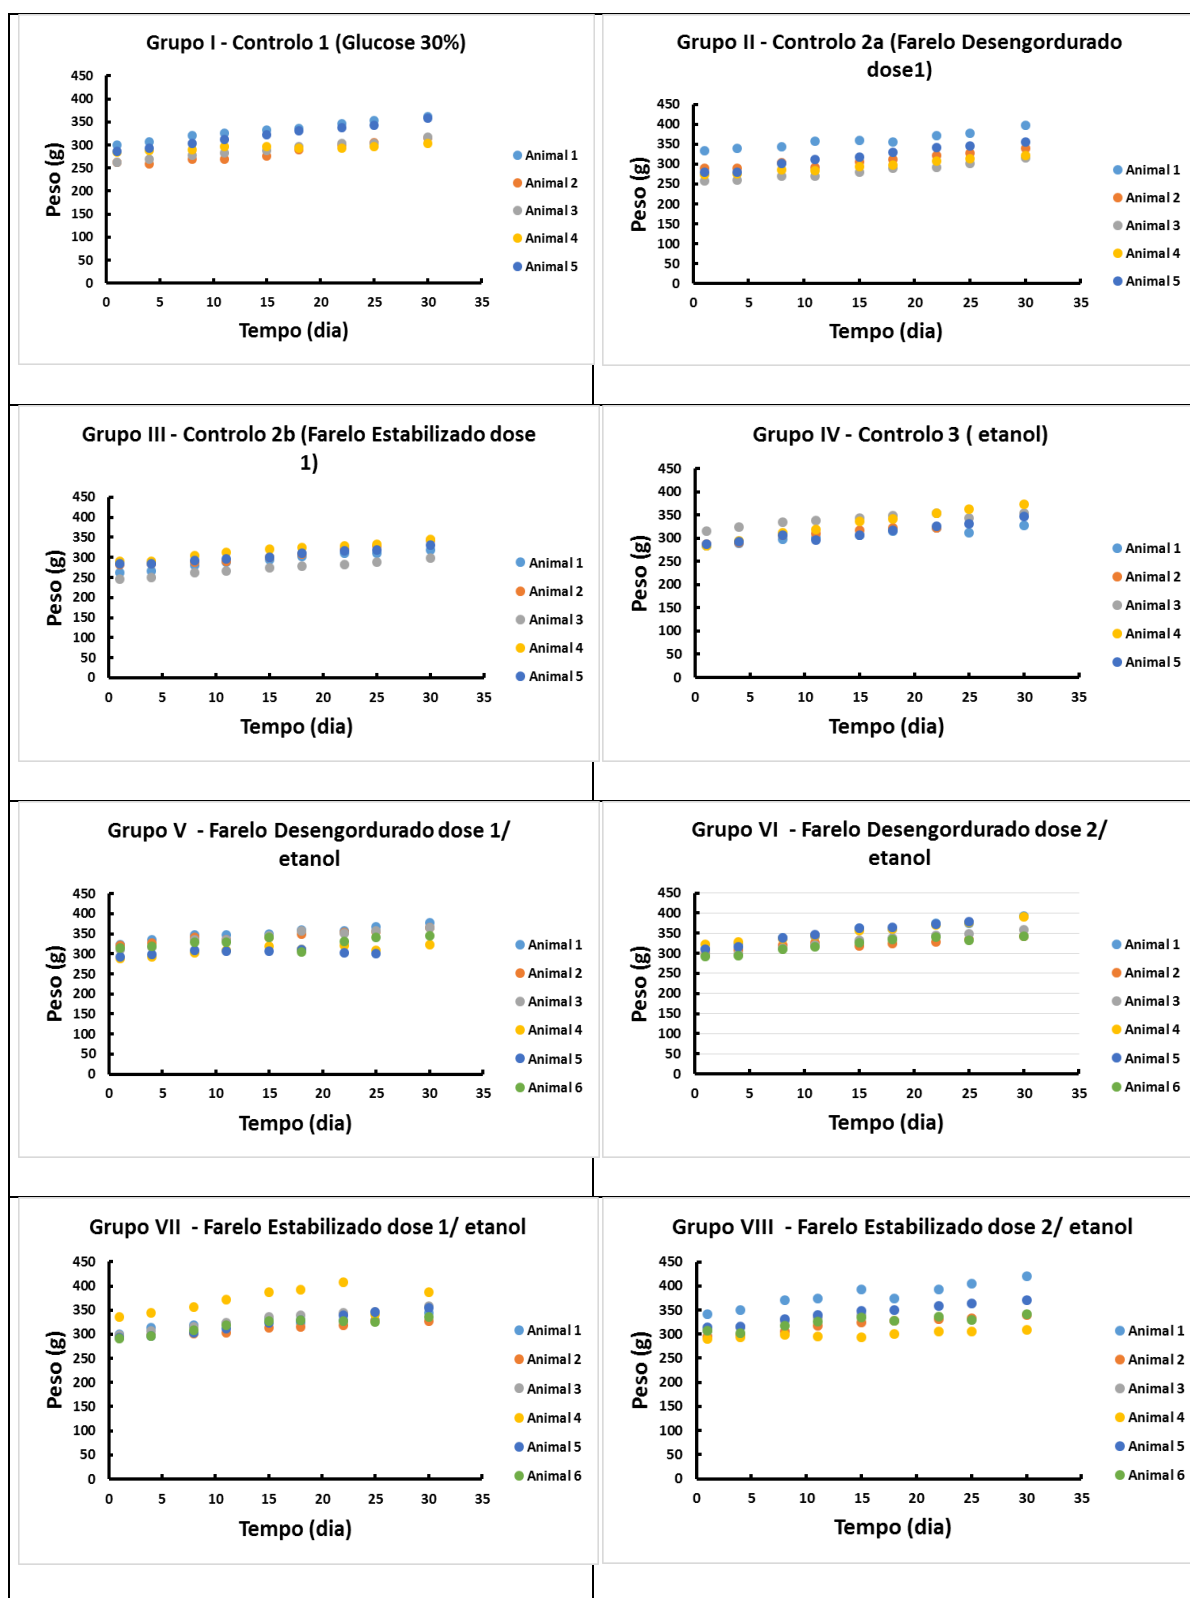 Grupo I - Controlo 1 (Glucose 30%)
450
400
350
300
250
200
150
100
50
0
0 5 10 15 20 25 30 35
Peso (g)
Tempo (dia)
Animal 1
Animal 2
Animal 3
Animal 4
Animal 5
Grupo II - Controlo 2a (Farelo Desengordurado
dose1)
450
400
350
300
250
200
150
100
50
0
0 5 10 15 20 25 30 35
Peso (g)
Tempo (dia)
Animal 1
Animal 2
Animal 3
Animal 4
Animal 5
Grupo III - Controlo 2b (Farelo Estabilizado dose
1)
450
400
350
300
250
200
150
100
50
0
0 5 10 15 20 25 30 35
Peso (g)
Tempo (dia)
Animal 1
Animal 2
Animal 3
Animal 4
Animal 5
Grupo IV - Controlo 3 ( etanol)
450
400
350
300
250
200
150
100
50
0
0 5 10 15 20 25 30 35
Peso (g)
Tempo (dia)
Animal 1
Animal 2
Animal 3
Animal 4
Animal 5
Grupo V - Farelo Desengordurado dose 1/
etanol
450
400
350
300
250
200
150
100
50
0
0 5 10 15 20 25 30 35
Peso (g)
Tempo (dia)
Animal 1
Animal 2
Animal 3
Animal 4
Animal 5
Animal 6
Grupo VI - Farelo Desengordurado dose 2/
etanol
450
400
350
300
250
200
150
100
50
0
0 5 10 15 20 25 30 35
Peso (g)
Tempo (dia)
Animal 1
Animal 2
Animal 3
Animal 4
Animal 5
Animal 6
Grupo VII - Farelo Estabilizado dose 1/ etanol
450
400
350
300
250
200
150
100
50
0
0 5 10 15 20 25 30 35
Peso (g)
Tempo (dia)
Animal 1
Animal 2
Animal 3
Animal 4
Animal 5
Animal 6
Grupo VIII - Farelo Estabilizado dose 2/ etanol
450
400
350
300
250
200
150
100
50
0
0 5 10 15 20 25 30 35
Peso (g)
Tempo (dia)
Animal 1
Animal 2
Animal 3
Animal 4
Animal 5
Animal 6